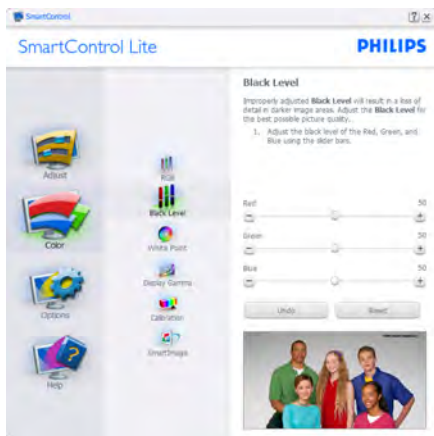 SmartControl
SmartControl Lite
PHILIPS
Adjust
Color
Options
Help
RGB
Black Level
White Point
Display Gamma
Calibration
SmartImage
Black Level
Improperly adjusted Black Level will result in a loss of
detail in darker image areas. Adjust the Black Level for
the best possible picture quality.
1. Adjust the black level of the Red, Green, and
Blue using the slider bars.
Red 50
Green 50
Blue 50
Undo Reset